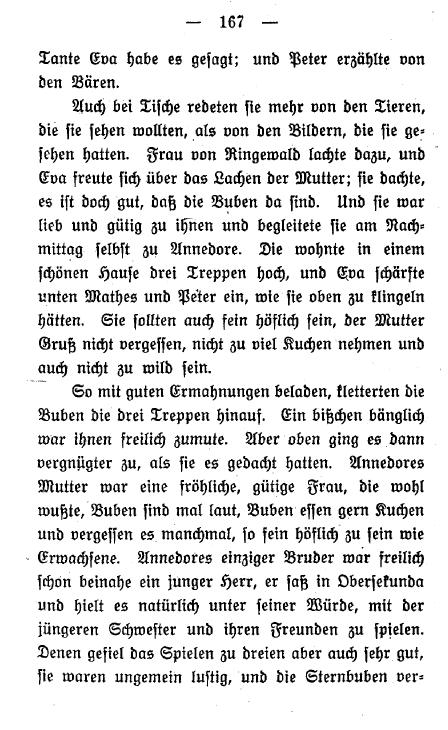 — 167 —
Tante Eva habe es gesagt; und Peter erzählte von
den Bären.
Auch bei Tische redeten sie mehr von den Tieren,
die sie sehen wollten, als von den Bildern, die sie ge-
sehen hatten. Frau von Ringewald lachte dazu, und
Eva freute sich über das Lachen der Mutter; sie dachte,
es ist doch gut, daß die Buben da sind. Und sie war
lieb und gütig zu ihnen und begleitete sie am Nach-
mittag selbst zu Annedore. Die wohnte in einem
schönen Hause drei Treppen hoch, und Eva schärfte
unten Mathes und Peter ein, wie sie oben zu klingeln
hätten. Sie sollten auch fein höflich sein, der Mutter
Gruß nicht vergessen, nicht zu viel Kuchen nehmen und
auch nicht zu wild sein.
So mit guten Ermahnungen beladen, kletterten die
Buben die drei Treppen hinauf. Ein bißchen bänglich
war ihnen freilich zumute. Aber oben ging es dann
vergnügter zu, als sie es gedacht hatten. Annedores
Mutter war eine fröhliche, gütige Frau, die wohl
wußte, Buben sind mal laut, Buben essen gern Kuchen
und vergessen es manchmal, so fein höflich zu sein wie
Erwachsene. Annedores einziger Bruder war freilich
schon beinahe ein junger Herr, er saß in Obersekunda
und hielt es natürlich unter seiner Würde, mit der
jüngeren Schwester und ihren Freunden zu spielen.
Denen gefiel das Spielen zu dreien aber auch sehr gut,
sie waren ungemein lustig, und die Sternbuben ver-